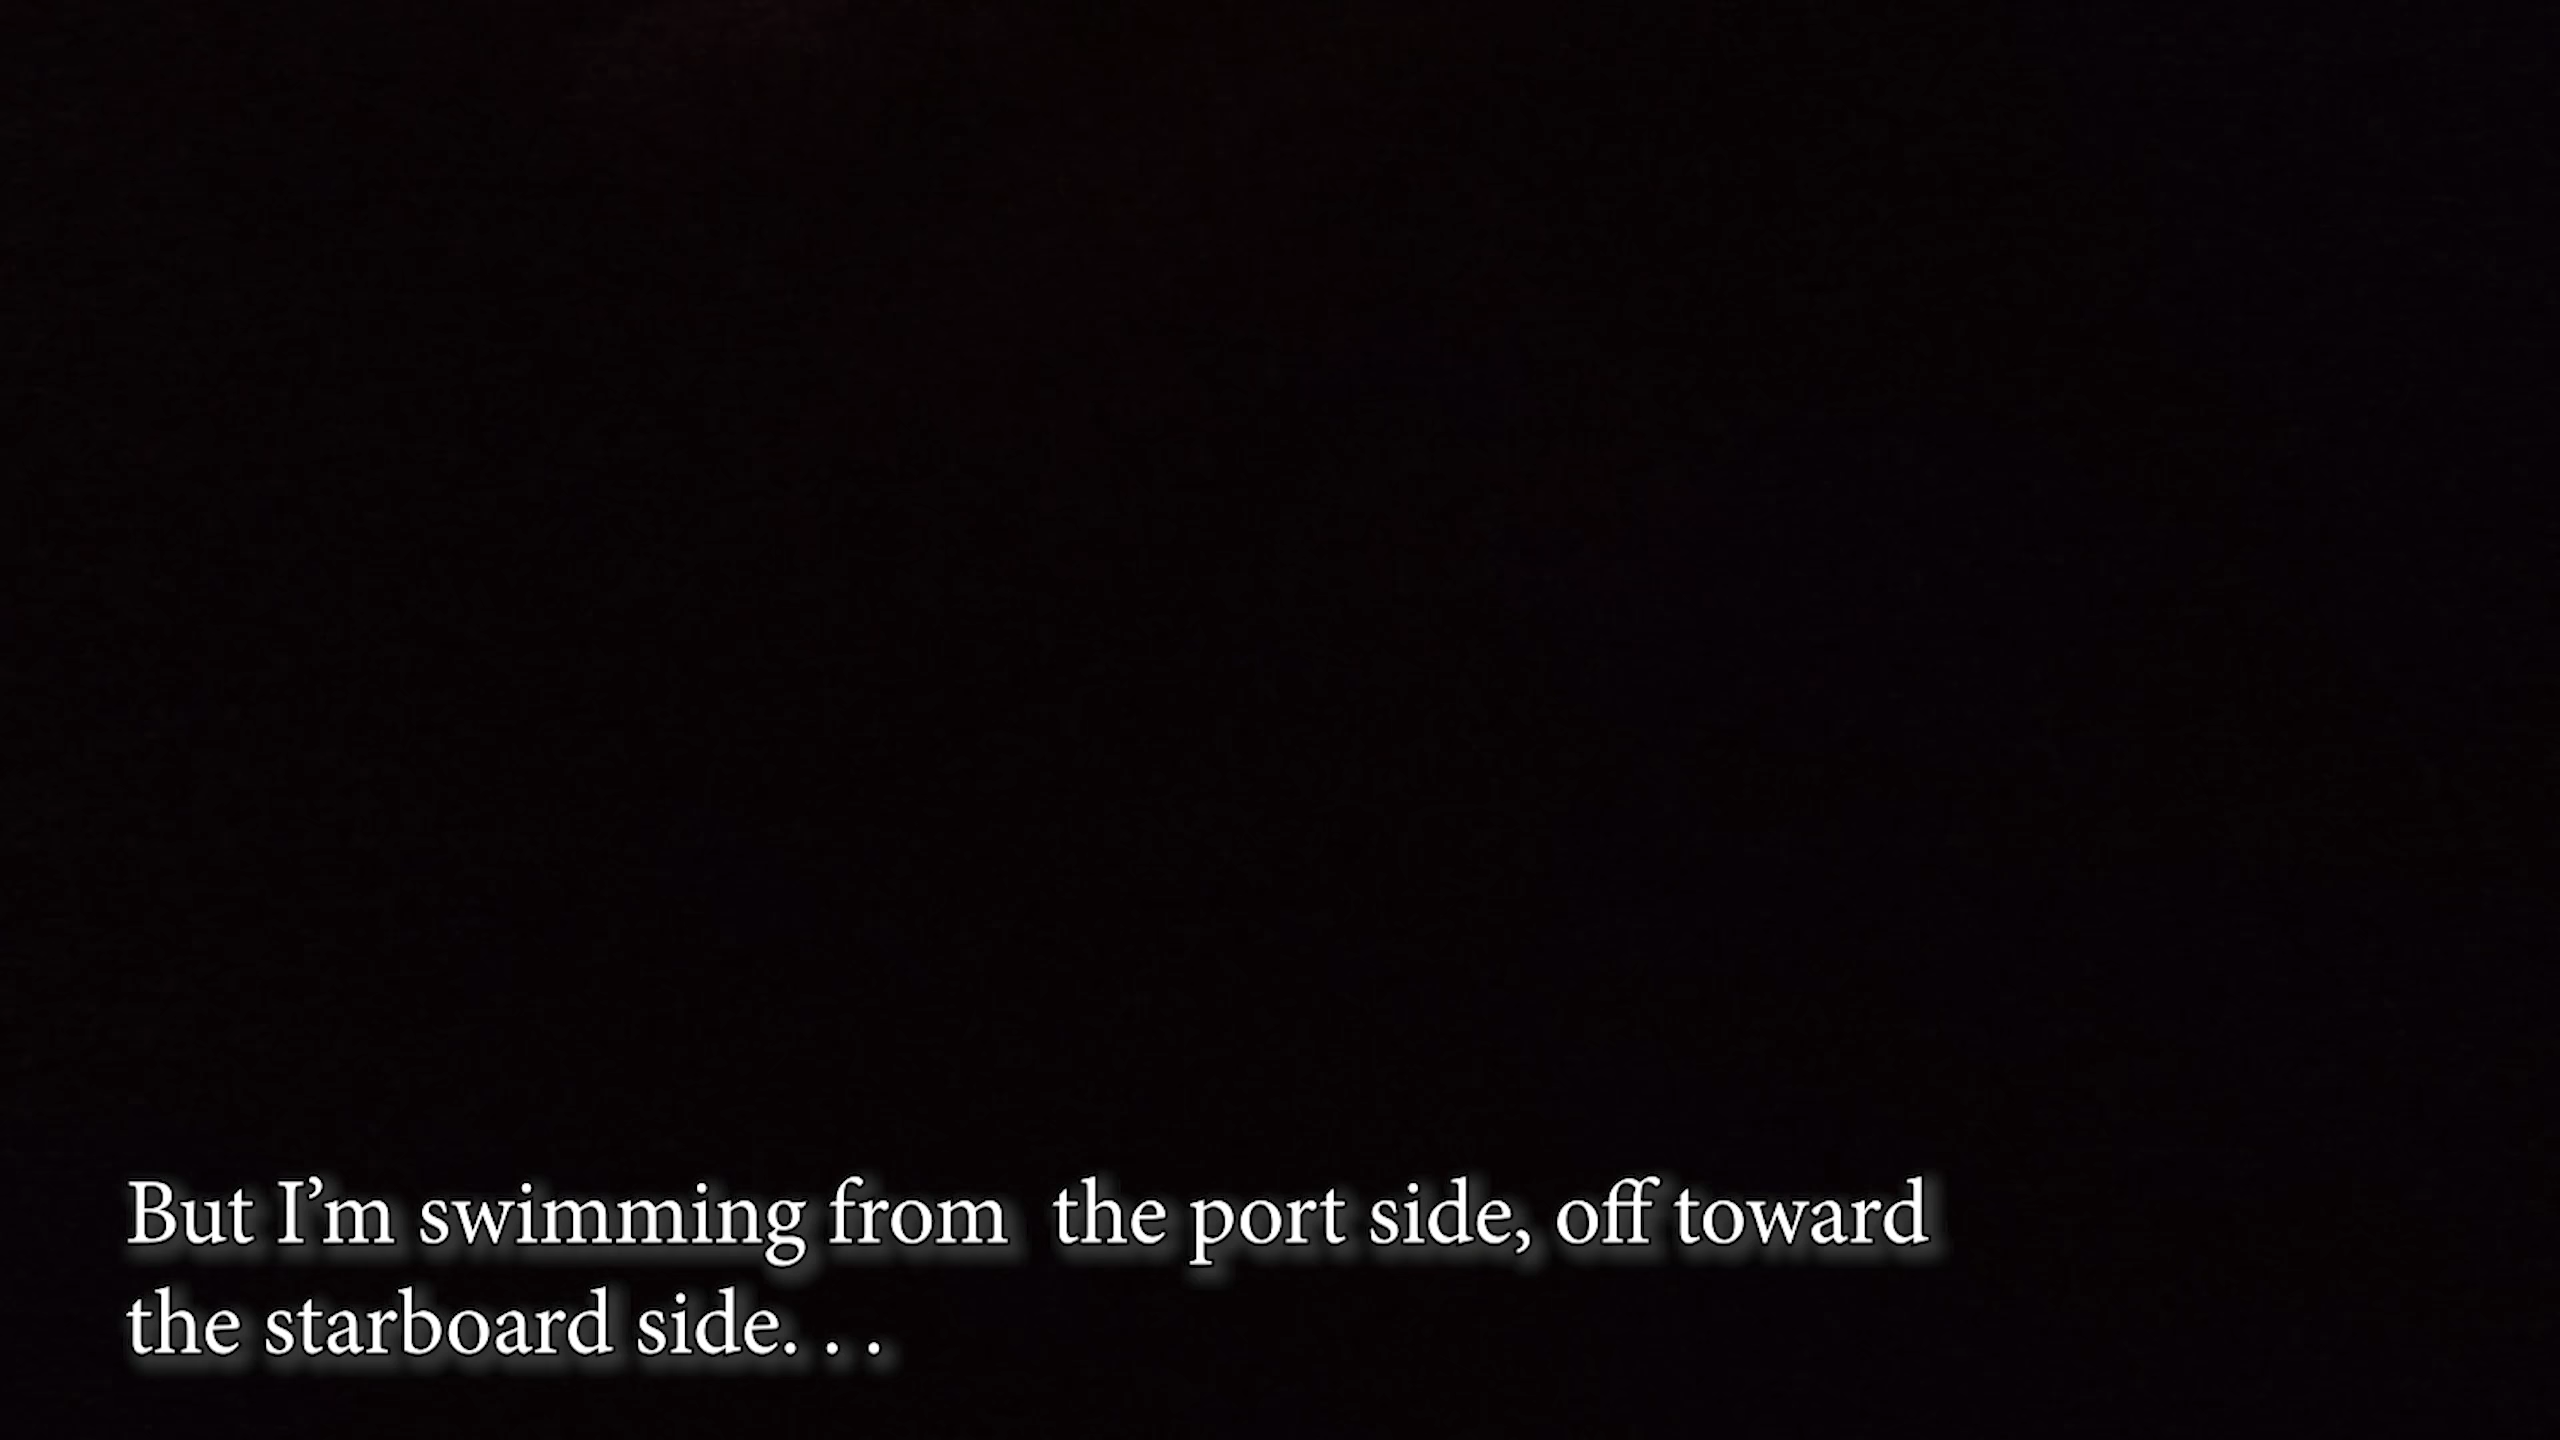 But I’m swimming from  the port side, off toward
the starboard side. . .